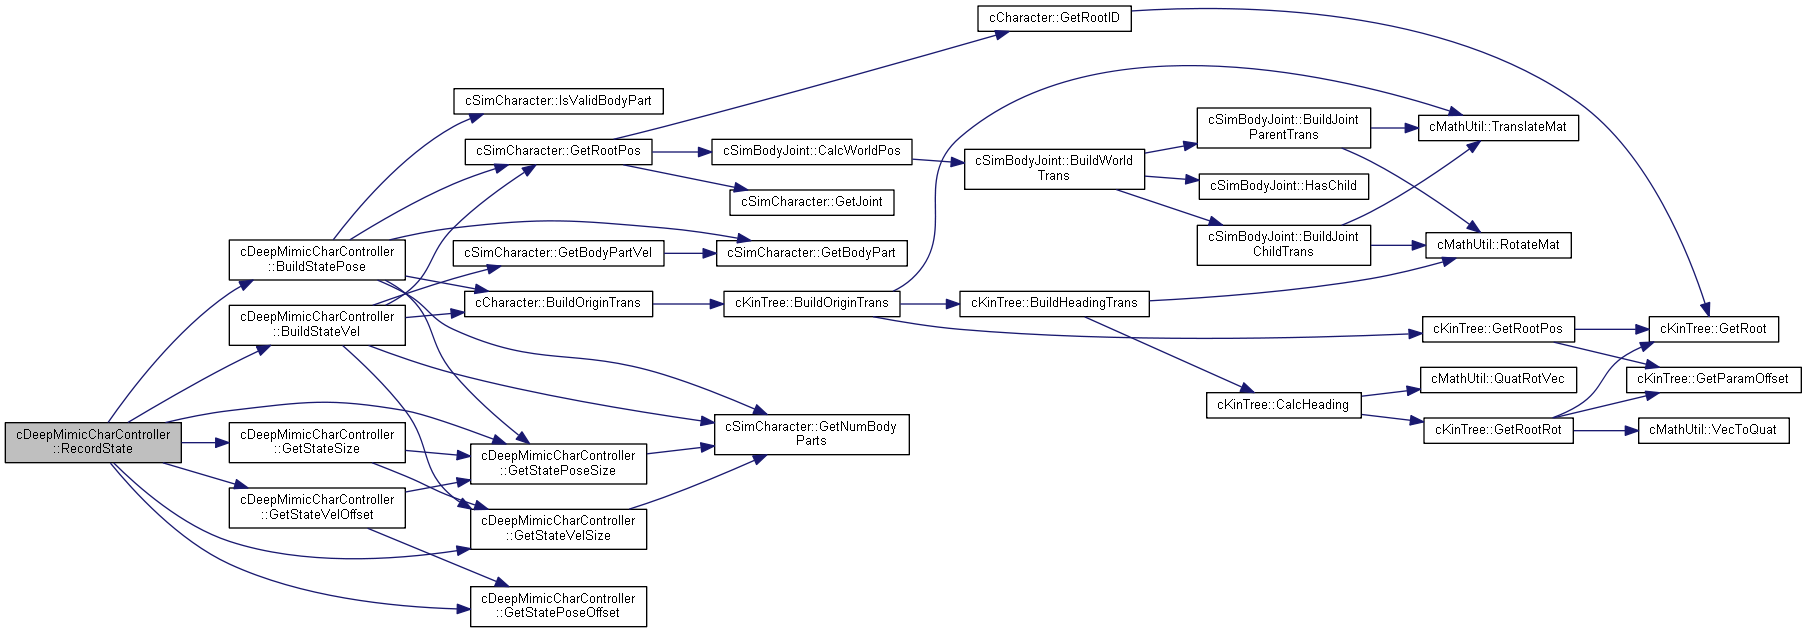 cDeepMimicCharController
::RecordState
cDeepMimicCharController
::BuildStatePose
cDeepMimicCharController
::BuildStateVel
cDeepMimicCharController
::GetStateSize
cDeepMimicCharController
::GetStateVelOffset
cSimCharacter::IsValidBodyPart
cSimCharacter::GetRootPos
cSimCharacter::GetBodyPartVel
cCharacter::BuildOriginTrans
cDeepMimicCharController
::GetStatePoseSize
cDeepMimicCharController
::GetStateVelSize
cDeepMimicCharController
::GetStatePoseOffset
cSimBodyJoint::CalcWorldPos
cSimCharacter::GetJoint
cSimCharacter::GetBodyPart
cKinTree::BuildOriginTrans
cSimCharacter::GetNumBody
Parts
cCharacter::GetRootID
cSimBodyJoint::BuildWorld
Trans
cKinTree::BuildHeadingTrans
cSimBodyJoint::BuildJoint
ParentTrans
cSimBodyJoint::HasChild
cSimBodyJoint::BuildJoint
ChildTrans
cKinTree::CalcHeading
cMathUtil::TranslateMat
cMathUtil::RotateMat
cKinTree::GetRootPos
cMathUtil::QuatRotVec
cKinTree::GetRootRot
cKinTree::GetRoot
cKinTree::GetParamOffset
cMathUtil::VecToQuat